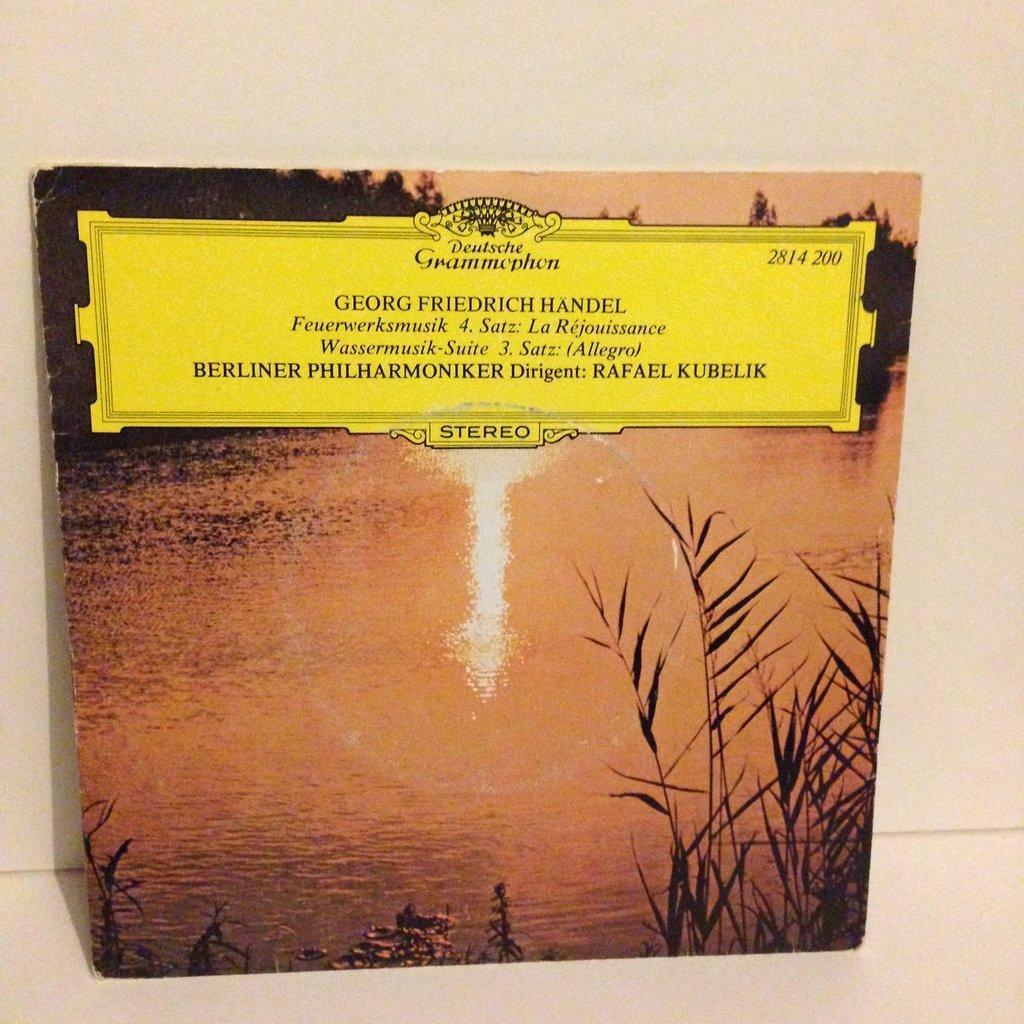 Deutsche
Grammophon
2814 200
GEORG FRIEDRICH HÄNDEL
Feuerwerksmusik 4. Satz: La Réjouissance
Wassermusik-Suite 3. Satz: (Allegro)
BERLINER PHILHARMONIKER Dirigent: RAFAEL KUBELIK
STEREO